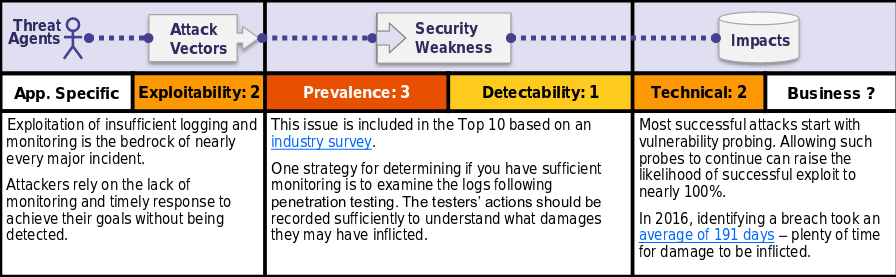 Threat
Agents
Attack
Vectors
Security
Weakness
Impacts
App. Specific
Exploitability: 2
Prevalence: 3
Detectability: 1
Technical: 2
Business ?
Exploitation of insufficient logging and
monitoring is the bedrock of nearly
every major incident.
Attackers rely on the lack of
monitoring and timely response to
achieve their goals without being
detected.
This issue is included in the Top 10 based on an
industry survey.
One strategy for determining if you have sufficient
monitoring is to examine the logs following
penetration testing. The testers’ actions should be
recorded sufficiently to understand what damages
they may have inflicted.
Most successful attacks start with
vulnerability probing. Allowing such
probes to continue can raise the
likelihood of successful exploit to
nearly 100%.
In 2016, identifying a breach took an
average of 191 days – plenty of time
for damage to be inflicted.